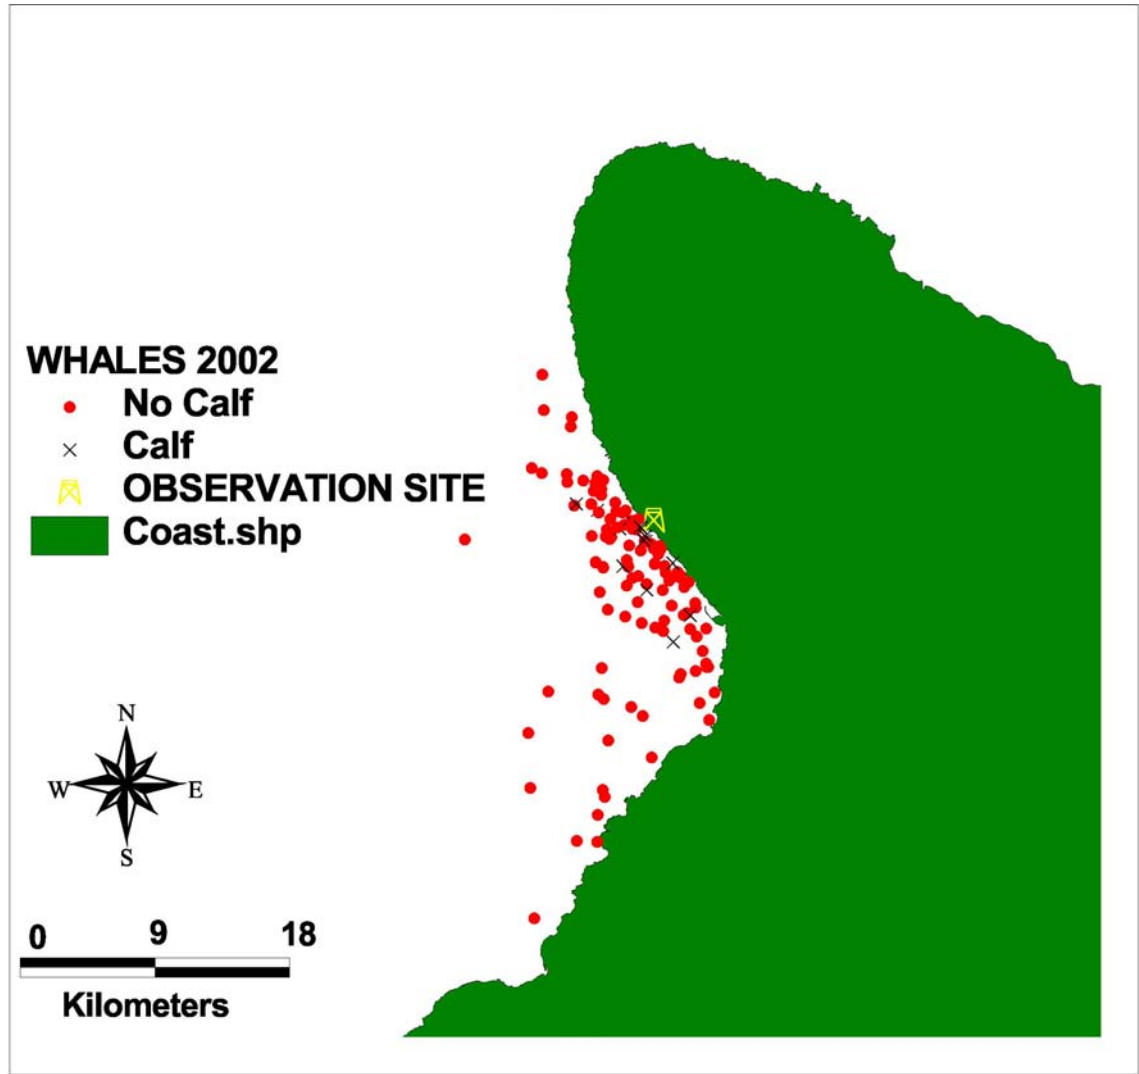 WHALES 2002
No Calf
Calf
OBSERVATION SITE
Coast.shp
N
W E
S
0 9 18
Kilometers